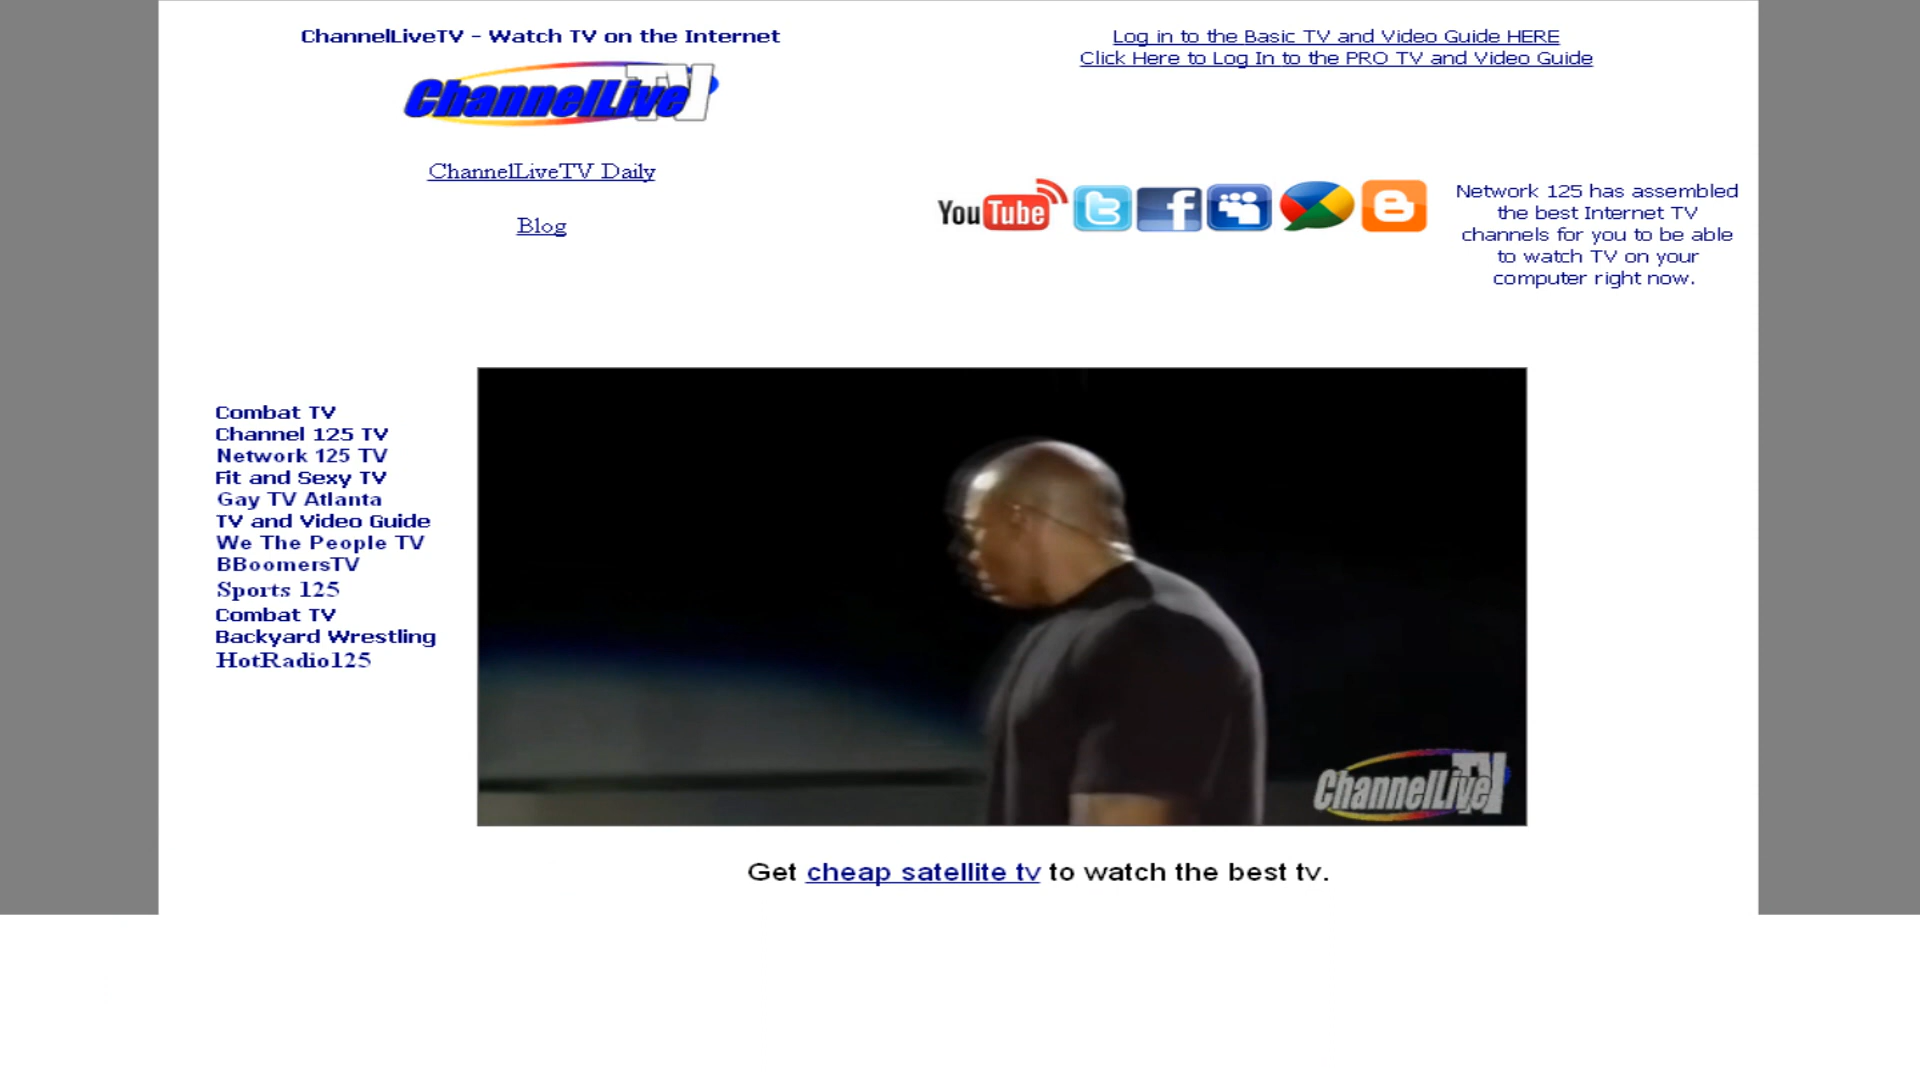 ChannelLiveTV - Watch TV on the Internet
ChannelLiveTV
ChannelLiveTV Daily
Blog
Log in to the Basic TV and Video Guide HERE
Click Here to Log In to the PRO TV and Video Guide
YouTube
Network 125 has assembled
the best Internet TV
channels for you to be able
to watch TV on your
computer right now.
Combat TV
Channel 125 TV
Network 125 TV
Fit and Sexy TV
Gay TV Atlanta
TV and Video Guide
We The People TV
BBoomersTV
Sports 125
Combat TV
Backyard Wrestling
HotRadio125
ChannelLiveTV
Get cheap satellite tv to watch the best tv.